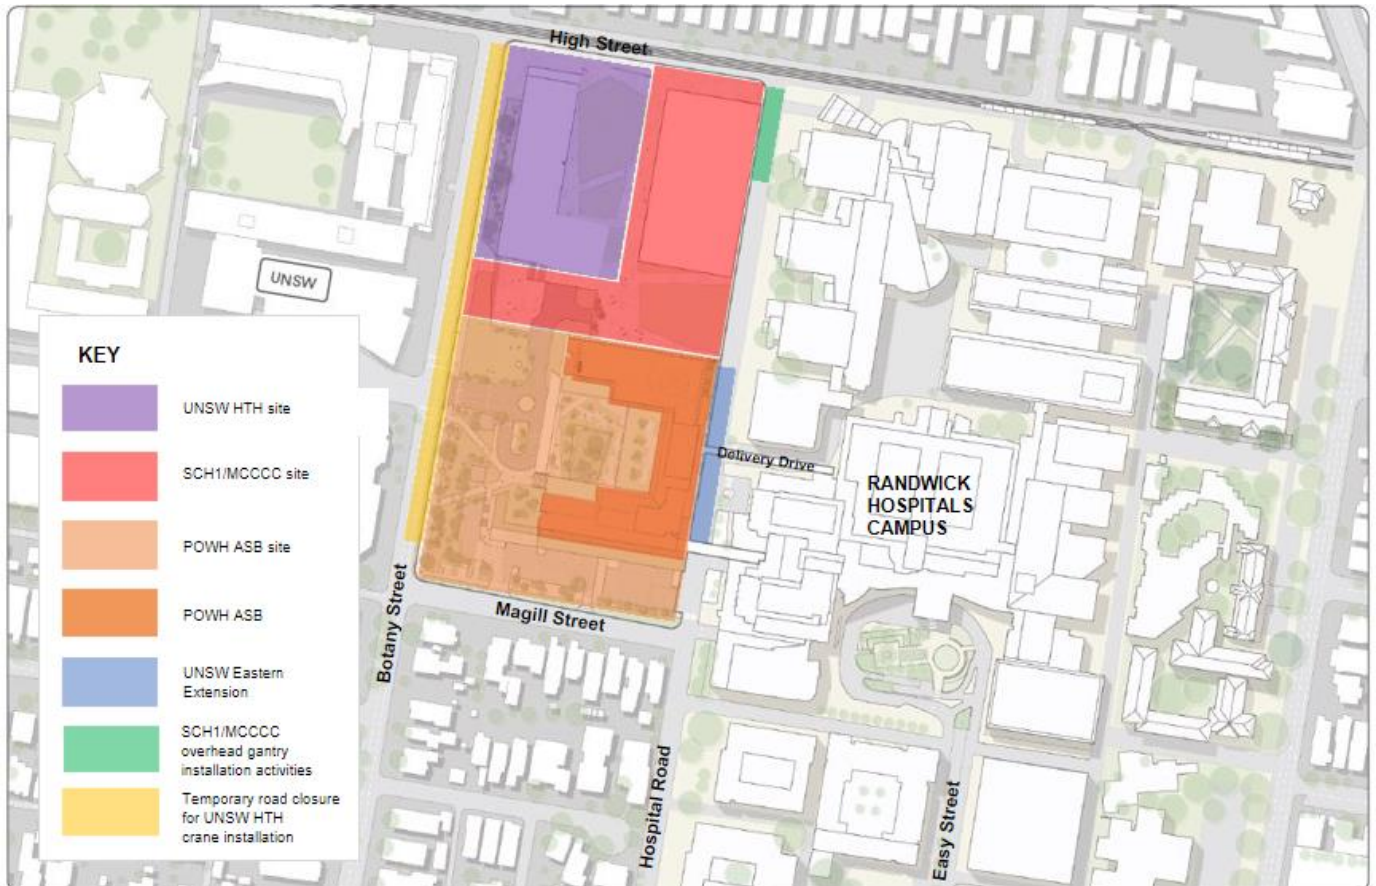 High Street
UNSW
KEY
UNSW HTH site
SCH1/MCCCC site
POWH ASB site
POWH ASB
UNSW Eastern
Extension
SCH1/MCCCC
overhead gantry
installation activities
Temporary road closure
for UNSW HTH
crane installation
Delivery Drive
RANDWICK
HOSPITALS
CAMPUS
Botany Street
Magill Street
Hospital Road
Easy Street